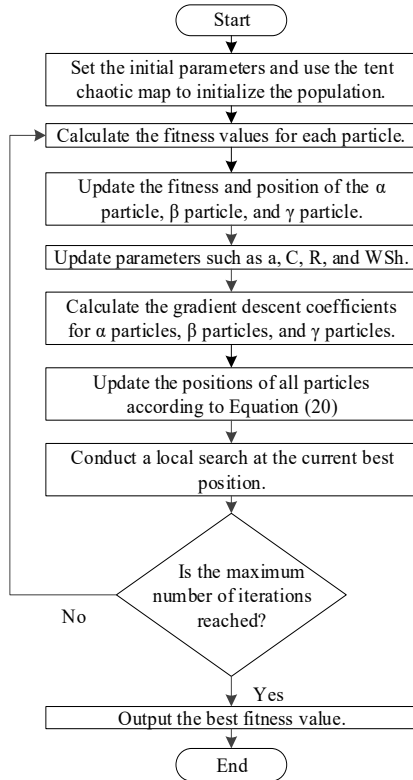 Start
Set the initial parameters and use the tent
chaotic map to initialize the population.
Calculate the fitness values for each particle.
Update the fitness and position of the α
particle, β particle, and γ particle.
Update parameters such as a, C, R, and WSh.
Calculate the gradient descent coefficients
for α particles, β particles, and γ particles.
Update the positions of all particles
according to Equation (20)
Conduct a local search at the current best
position.
Is the maximum
number of iterations
reached?
No
Yes
Output the best fitness value.
End